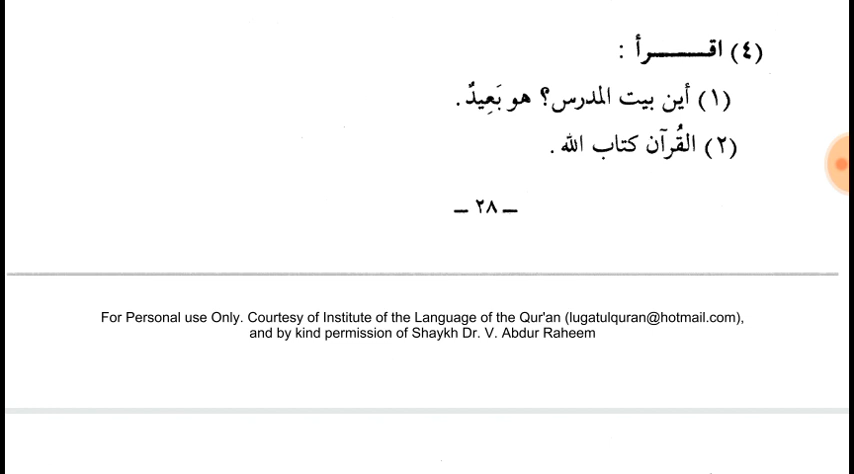 (٤) اقـــــرأ :
(١) أين بيت المدرس؟ هو بَعِيدٌ .
(٢) القُرآن كتاب الله .
– ٢٨ –
For Personal use Only. Courtesy of Institute of the Language of the Qur'an (lugatulquran@hotmail.com),
and by kind permission of Shaykh Dr. V. Abdur Raheem